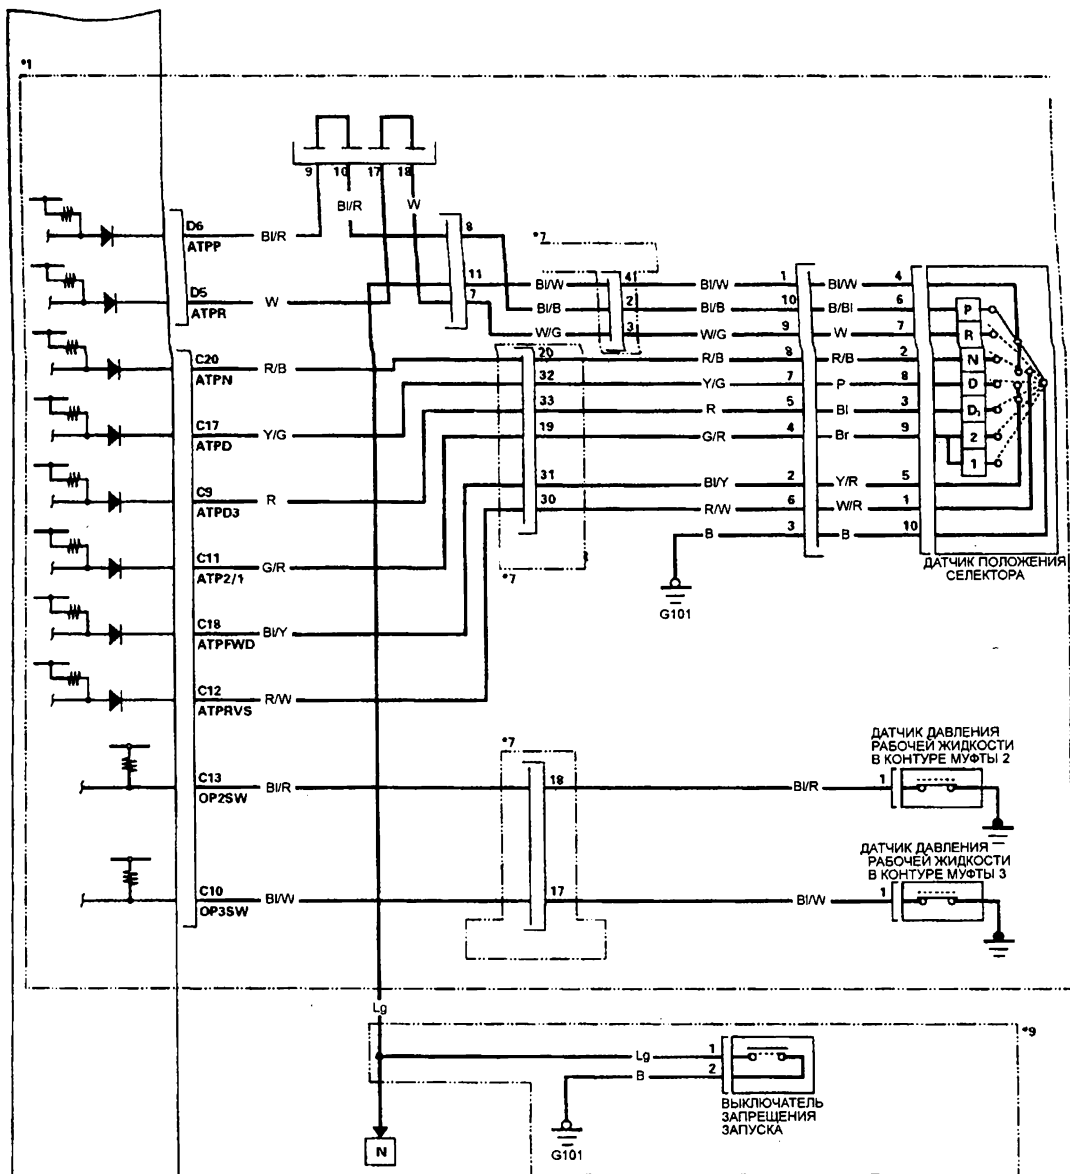 *1
9 10 17 18
Bl/R W
D6 ATPP Bl/R 8
*7
11 Bl/W 4 Bl/W 1 Bl/W 4
D5 ATPR W 7
Bl/B 2 Bl/B 10 B/Bl 6 P
W/G 3 W/G 9 W 7 R
C20 ATPN R/B 20 R/B 8 R/B 2 N
32 Y/G 7 P 8 D
33 R 5 Bl 3 D₃
C17 ATPD Y/G 19 G/R 4 Br 9 2
1
C9 ATPD3 R 31 Bl/Y 2 Y/R 5
30 R/W 6 W/R 1
B 3 B 10
C11 ATP2/1 G/R
*7
G101
ДАТЧИК ПОЛОЖЕНИЯ
СЕЛЕКТОРА
C18 ATPFWD Bl/Y
C12 ATPRVS R/W
*7
ДАТЧИК ДАВЛЕНИЯ
РАБОЧЕЙ ЖИДКОСТИ
В КОНТУРЕ МУФТЫ 2
C13 OP2SW Bl/R 18 Bl/R 1
ДАТЧИК ДАВЛЕНИЯ
РАБОЧЕЙ ЖИДКОСТИ
В КОНТУРЕ МУФТЫ 3
C10 OP3SW Bl/W 17 Bl/W 1
Lg
*9
Lg 1
B 2
ВЫКЛЮЧАТЕЛЬ
ЗАПРЕЩЕНИЯ
ЗАПУСКА
N
G101